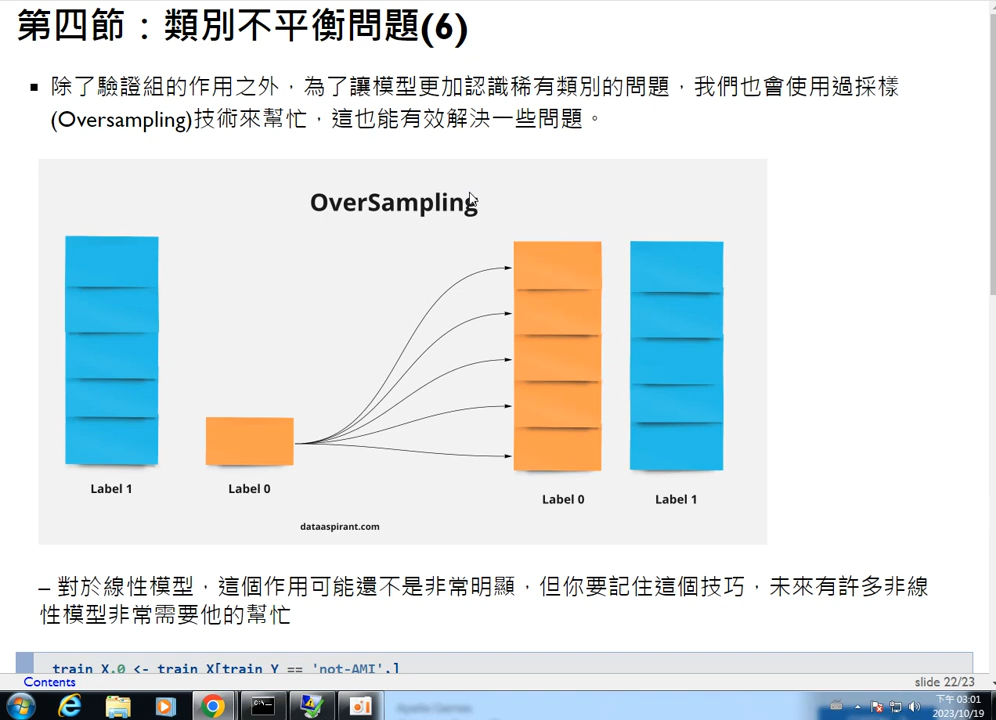 第四節：類別不平衡問題(6)
▪ 除了驗證組的作用之外，為了讓模型更加認識稀有類別的問題，我們也會使用過採樣
(Oversampling)技術來幫忙，這也能有效解決一些問題。
OverSampling
Label 1
Label 0
Label 0
Label 1
dataaspirant.com
– 對於線性模型，這個作用可能還不是非常明顯，但你要記住這個技巧，未來有許多非線
性模型非常需要他的幫忙
train_X.0 <- train_X[train_Y == 'not-AMI',]
Contents
slide 22/23
下午 03:01
2023/10/19